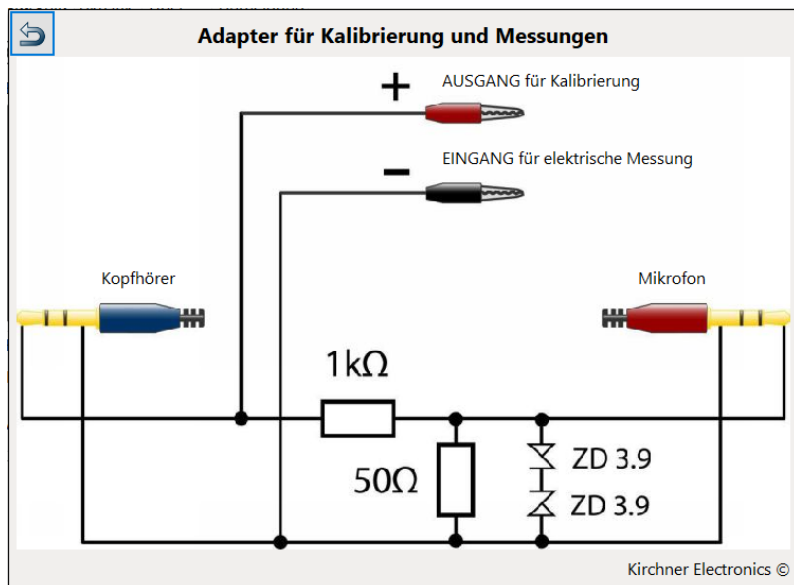 Adapter für Kalibrierung und Messungen
+
AUSGANG für Kalibrierung
EINGANG für elektrische Messung
−
Kopfhörer
Mikrofon
1kΩ
50Ω
ZD 3.9
ZD 3.9
Kirchner Electronics ©